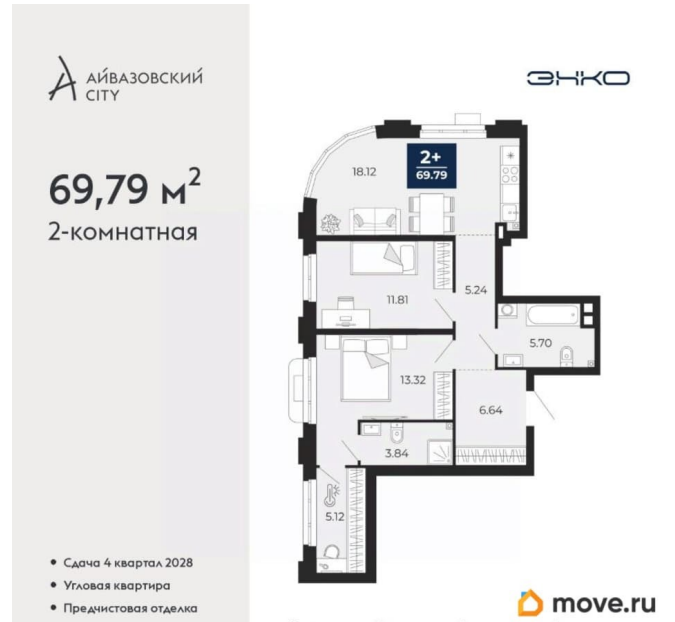 АЙВАЗОВСКИЙ
CITY
ЭНКО
69,79 м²
2-комнатная
2+
69.79
18.12
11.81
5.24
5.70
13.32
6.64
3.84
5.12
• Сдача 4 квартал 2028
• Угловая квартира
• Предчистовая отделка
move.ru